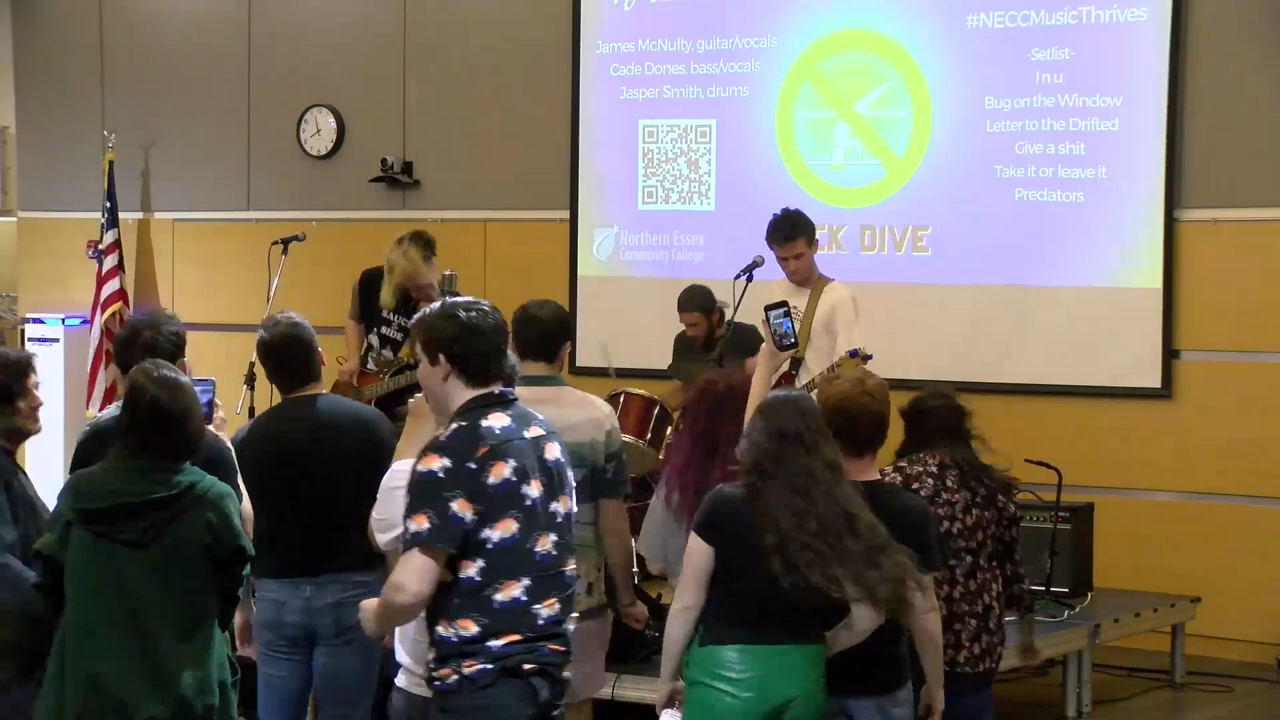 James McNulty, guitar/vocals
Cade Dones, bass/vocals
Jasper Smith, drums
Northern Essex
Community College
CK DIVE
#NECCMusicThrives
-Setlist-
I n u
Bug on the Window
Letter to the Drifted
Give a shit
Take it or leave it
Predators
SAUCE
SIDE